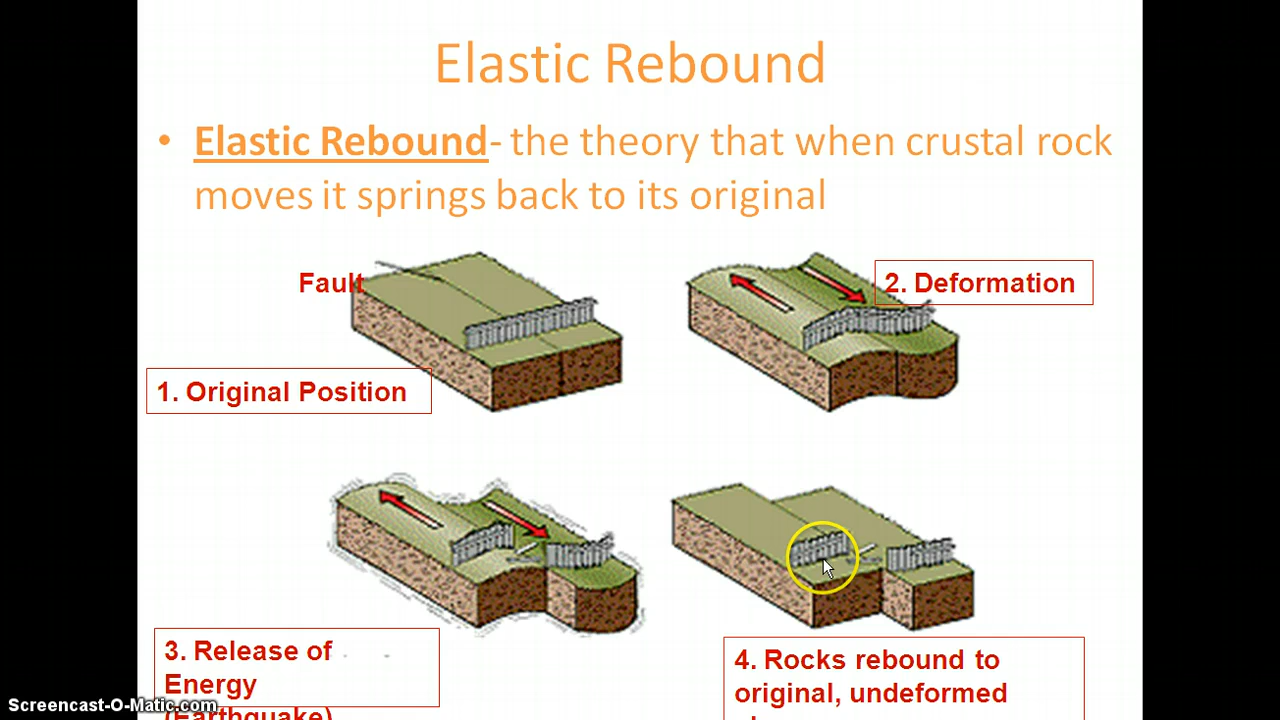 Elastic Rebound
• Elastic Rebound- the theory that when crustal rock
moves it springs back to its original
Fault
2. Deformation
1. Original Position
3. Release of
Energy
(Earthquake)
4. Rocks rebound to
original, undeformed
Screencast-O-Matic.com